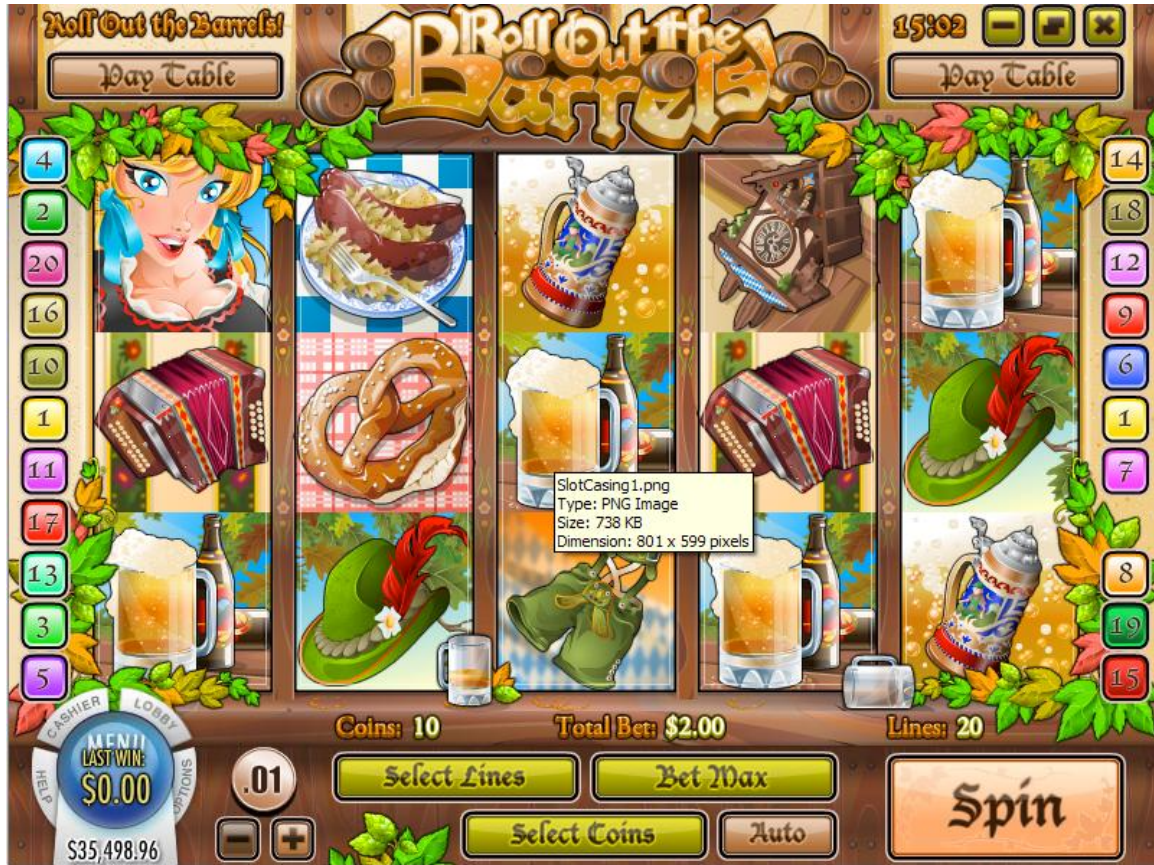 Roll Out the Barrels!
Pay Table
Roll Out the
Barrels
15:02
Pay Table
4
2
20
16
10
1
11
17
13
3
5
14
18
12
9
6
1
7
8
19
15
SlotCasing1.png
Type: PNG Image
Size: 738 KB
Dimension: 801 x 599 pixels
Coins: 10
Total Bet: $2.00
Lines: 20
CASHIER
LOBBY
HELP
OPTIONS
MENU
LAST WIN:
$0.00
$35,498.96
.01
Select Lines
Bet Max
Select Coins
Auto
Spin